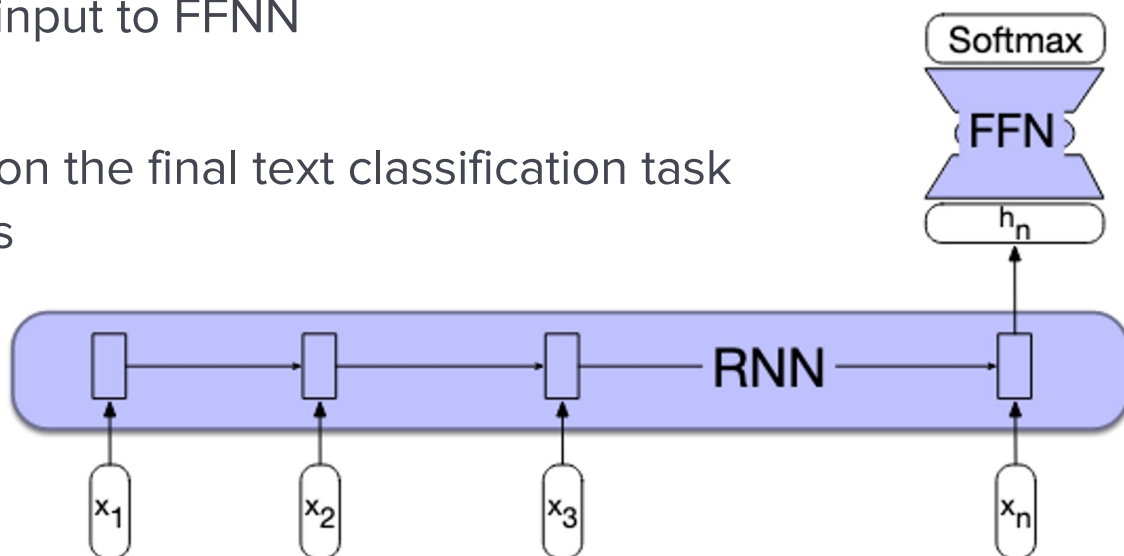 input to FFNN
on the final text classification task
s
Softmax
FFN
hn
RNN
x1
x2
x3
xn